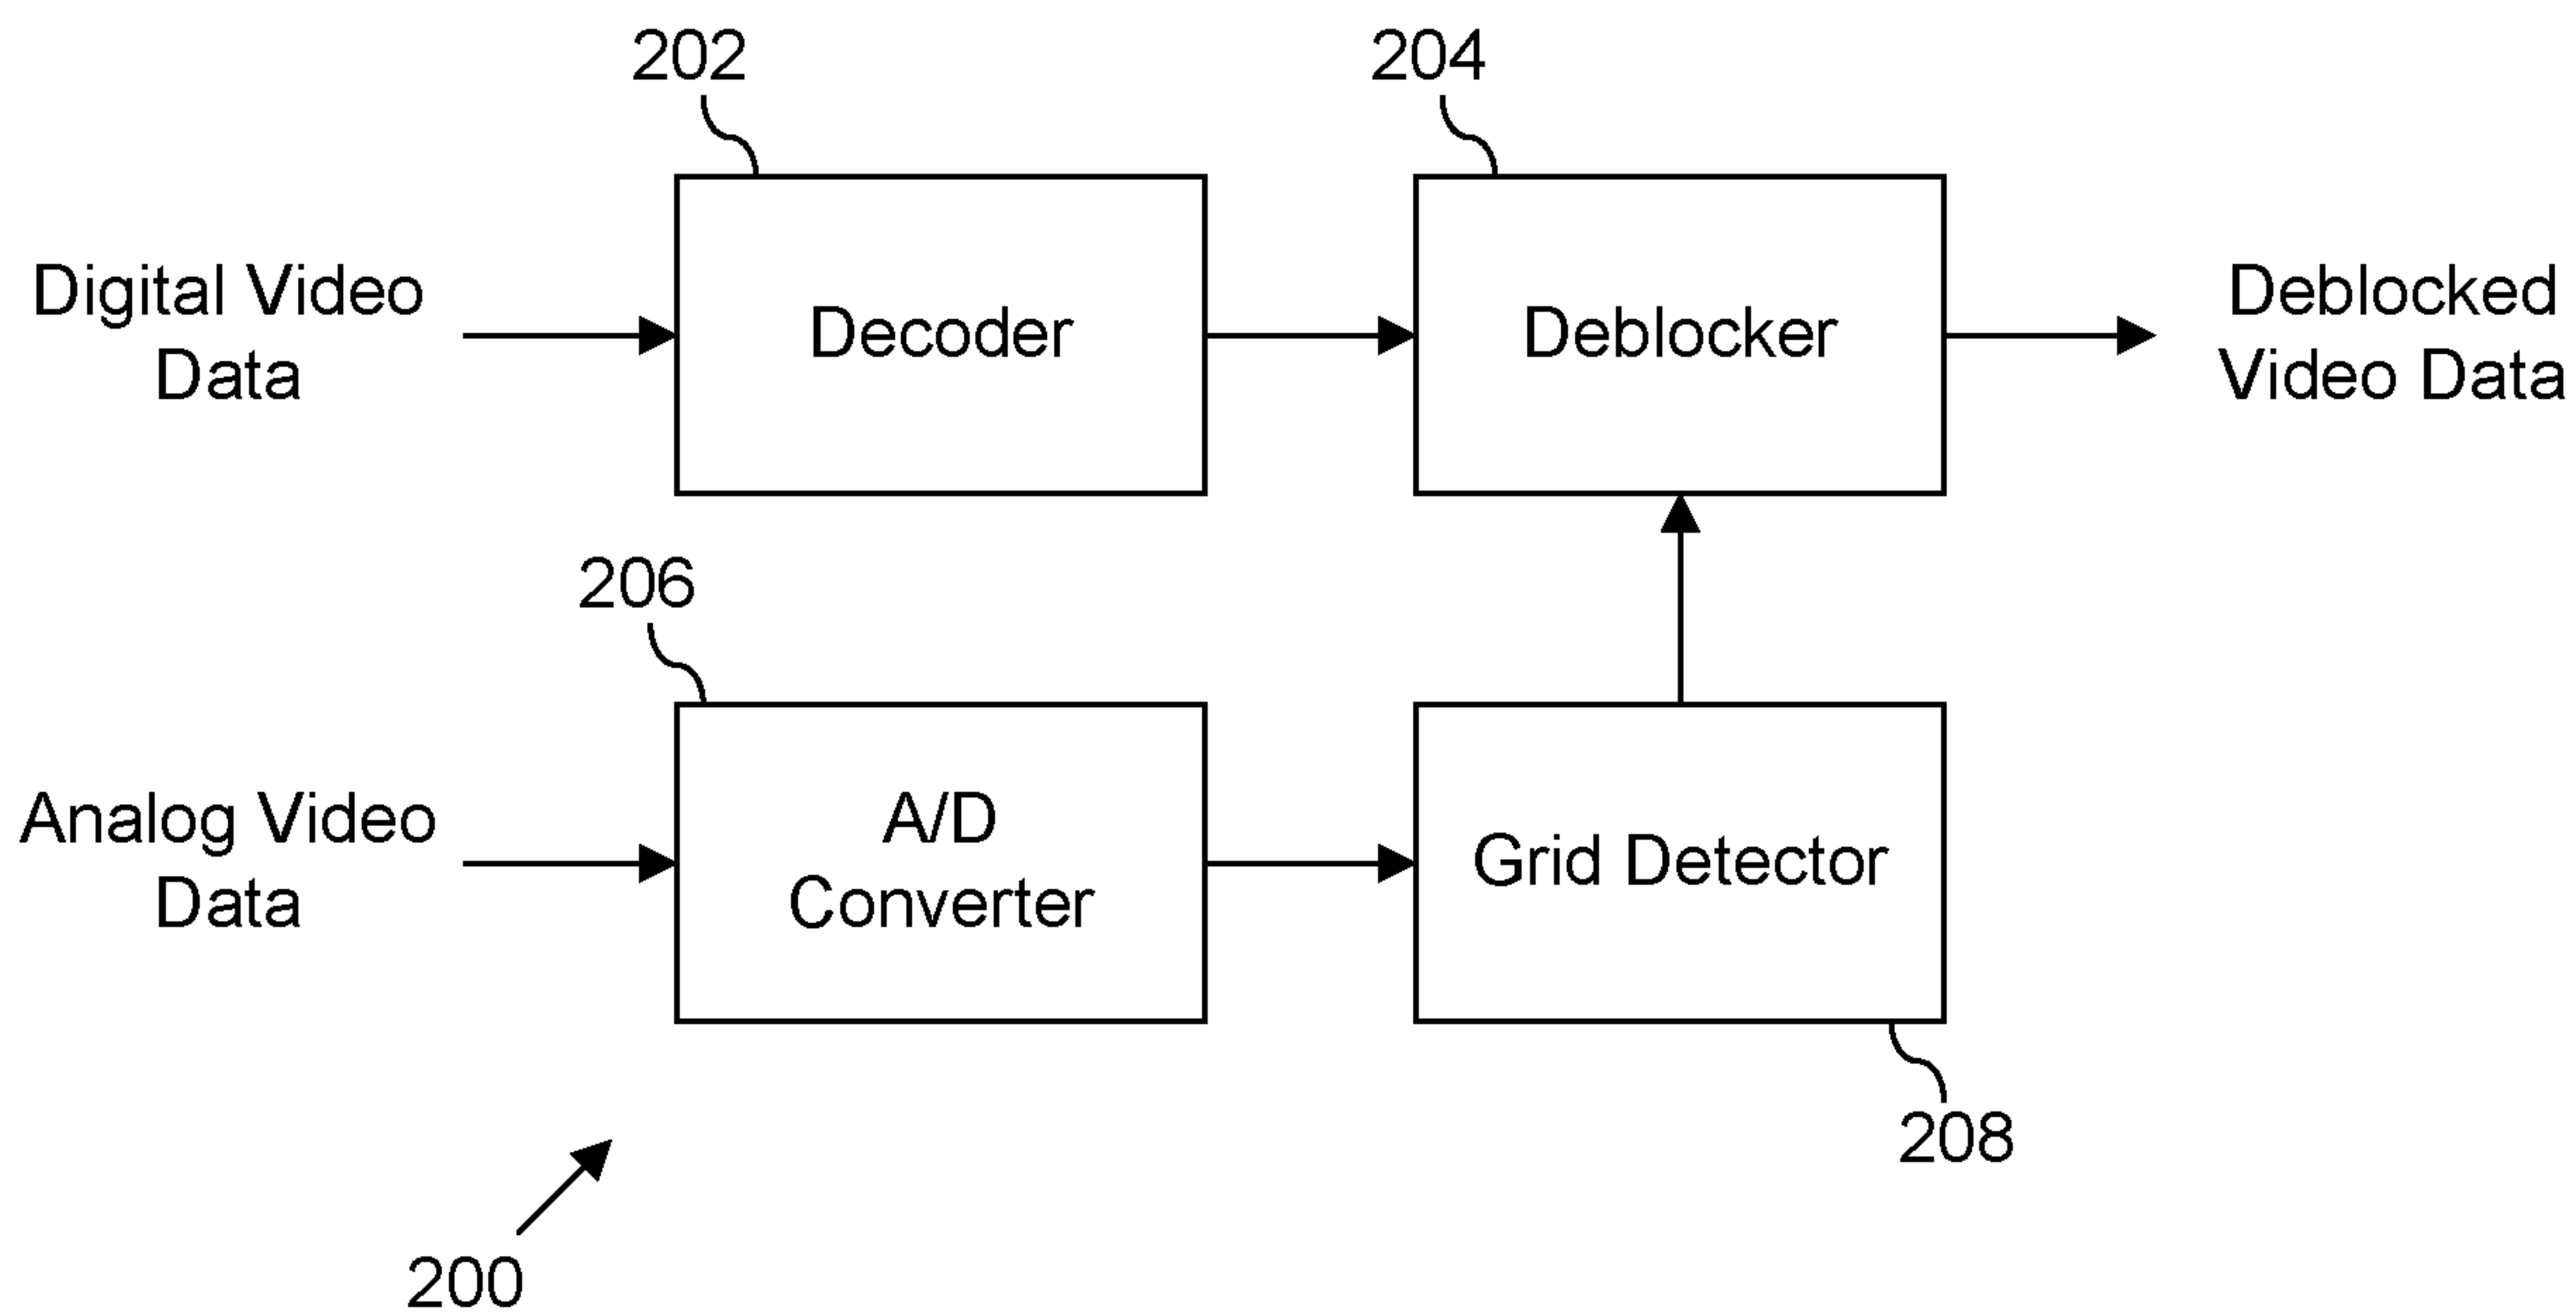 202
204
Digital Video
Data
Decoder
Deblocker
Deblocked
Video Data
206
Analog Video
Data
A/D
Converter
Grid Detector
208
200